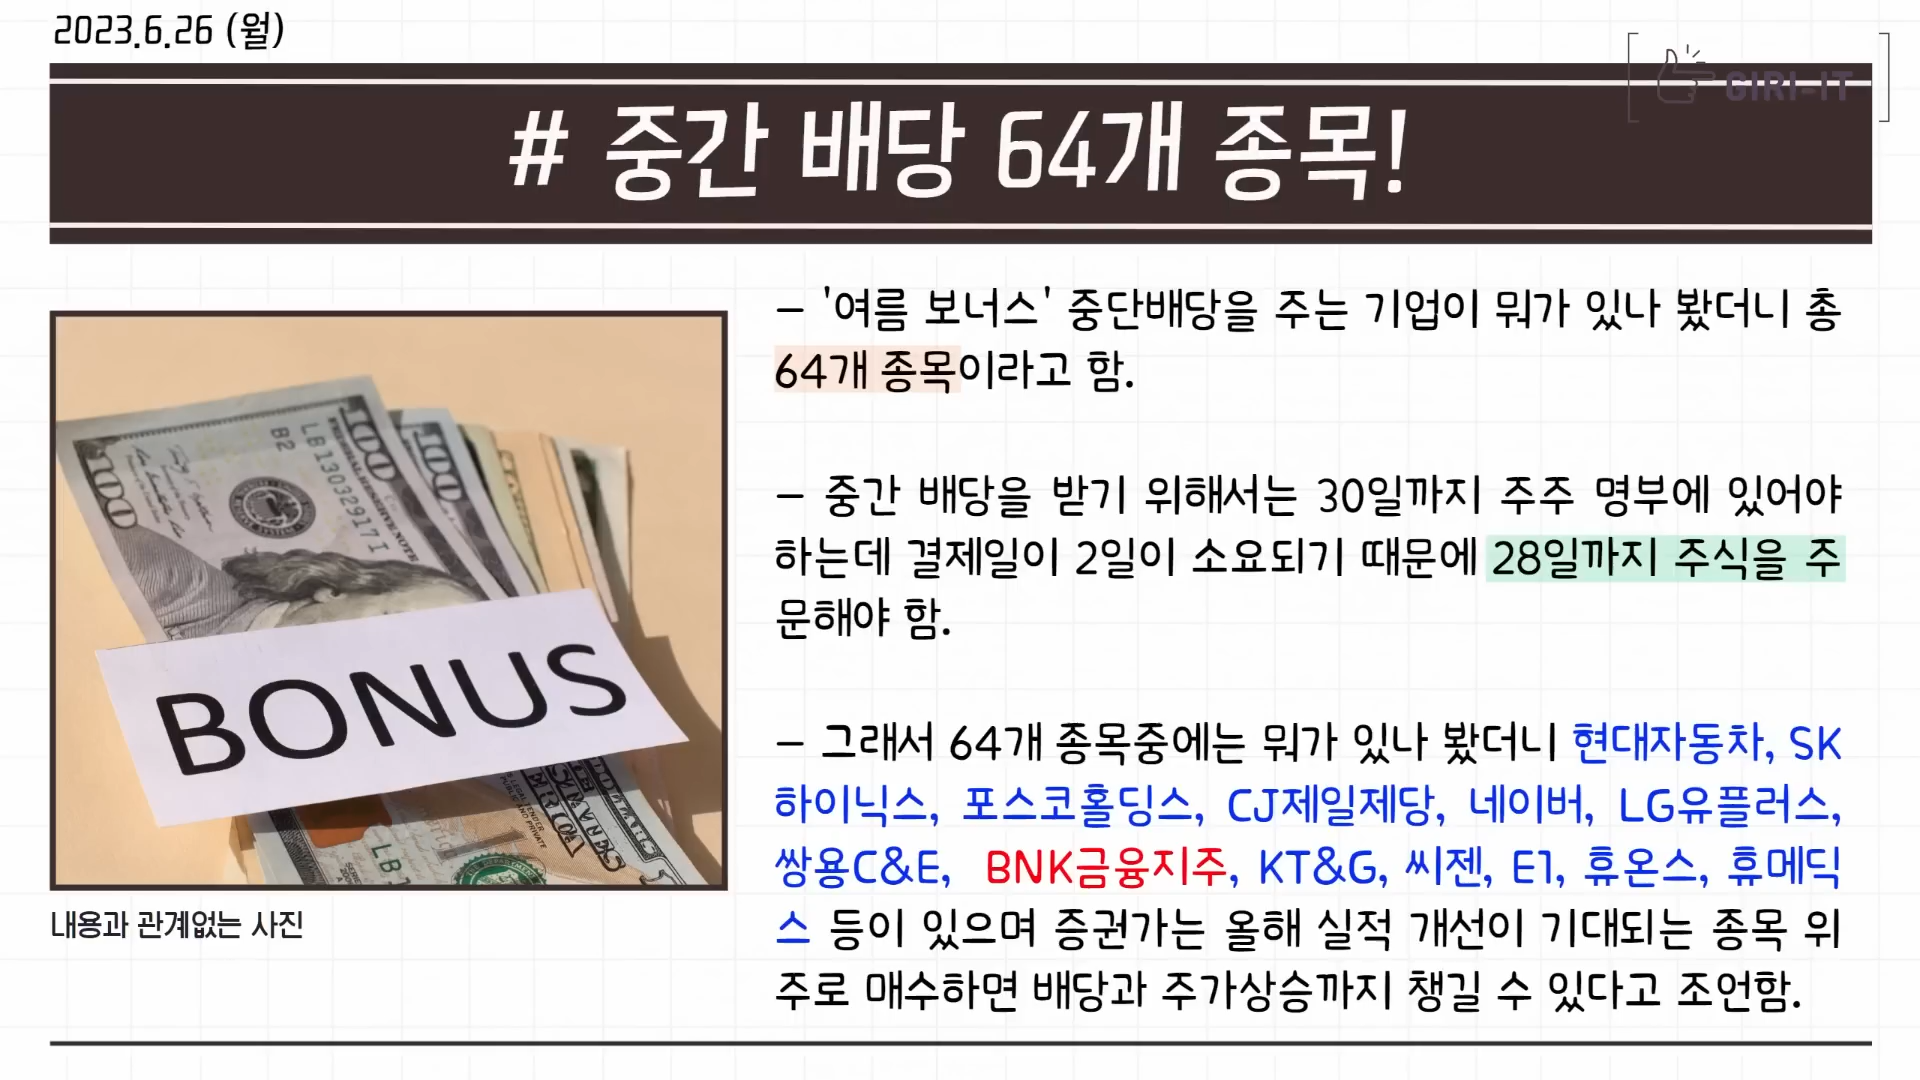 2023.6.26 (월)
GIRI-IT
# 중간 배당 64개 종목!
– '여름 보너스' 중단배당을 주는 기업이 뭐가 있나 봤더니 총
64개 종목이라고 함.
– 중간 배당을 받기 위해서는 30일까지 주주 명부에 있어야
하는데 결제일이 2일이 소요되기 때문에 28일까지 주식을 주
문해야 함.
– 그래서 64개 종목중에는 뭐가 있나 봤더니 현대자동차, SK
하이닉스, 포스코홀딩스, CJ제일제당, 네이버, LG유플러스,
쌍용C&E, BNK금융지주, KT&G, 씨젠, E1, 휴온스, 휴메딕
스 등이 있으며 증권가는 올해 실적 개선이 기대되는 종목 위
주로 매수하면 배당과 주가상승까지 챙길 수 있다고 조언함.
100
100
100
B2
LB13032917I
BONUS
LB1
내용과 관계없는 사진